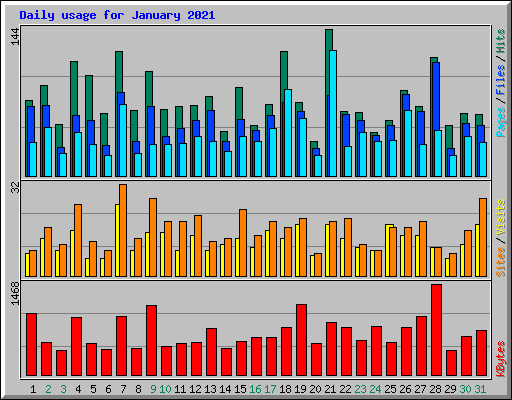 Daily usage for January 2021
144
Pages / Files / Hits
32
Sites / Visits
1468
KBytes
1 2 3 4 5 6 7 8 9 10 11 12 13 14 15 16 17 18 19 20 21 22 23 24 25 26 27 28 29 30 31